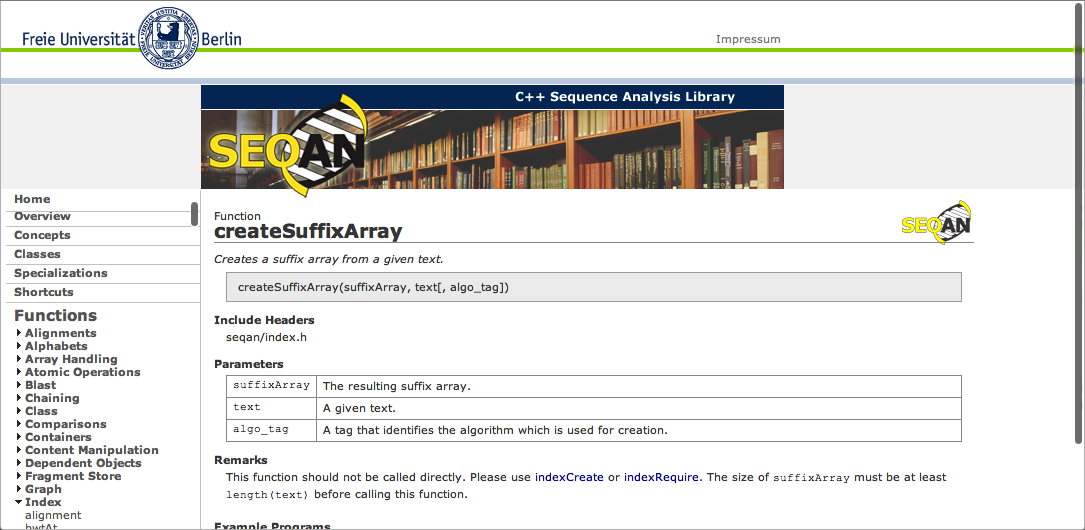 Freie Universität Berlin
Impressum
C++ Sequence Analysis Library
SEQAN
Home
Overview
Concepts
Classes
Specializations
Shortcuts
Functions
Alignments
Alphabets
Array Handling
Atomic Operations
Blast
Chaining
Class
Comparisons
Containers
Content Manipulation
Dependent Objects
Fragment Store
Graph
Index
alignment
bwtAt
Function
createSuffixArray
SEQAN
Creates a suffix array from a given text.
createSuffixArray(suffixArray, text[, algo_tag])
Include Headers
seqan/index.h
Parameters
suffixArray The resulting suffix array.
text A given text.
algo_tag A tag that identifies the algorithm which is used for creation.
Remarks
This function should not be called directly. Please use indexCreate or indexRequire. The size of suffixArray must be at least
length(text) before calling this function.
Example Programs